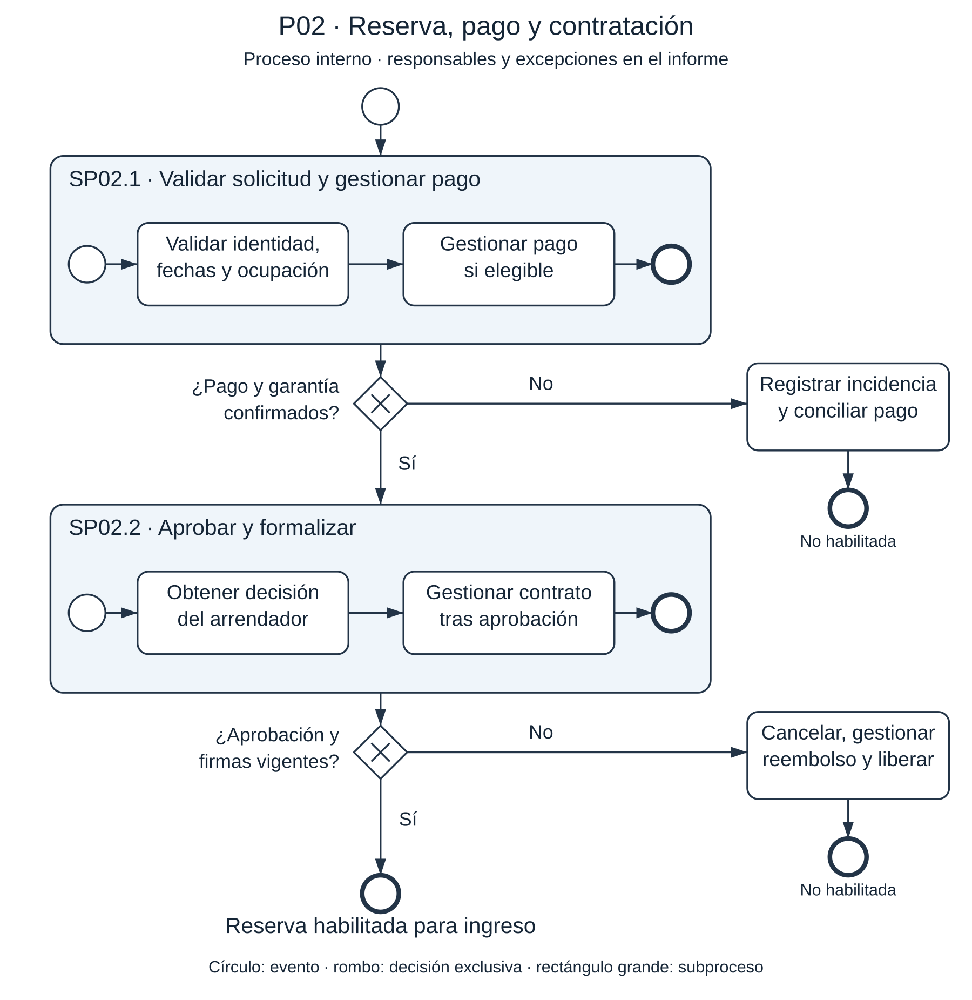 P02 · Reserva, pago y contratación
Proceso interno · responsables y excepciones en el informe
SP02.1 · Validar solicitud y gestionar pago
Validar identidad,
fechas y ocupación
Gestionar pago
si elegible
¿Pago y garantía
confirmados?
No
Registrar incidencia
y conciliar pago
Sí
No habilitada
SP02.2 · Aprobar y formalizar
Obtener decisión
del arrendador
Gestionar contrato
tras aprobación
¿Aprobación y
firmas vigentes?
No
Cancelar, gestionar
reembolso y liberar
Sí
No habilitada
Reserva habilitada para ingreso
Círculo: evento · rombo: decisión exclusiva · rectángulo grande: subproceso